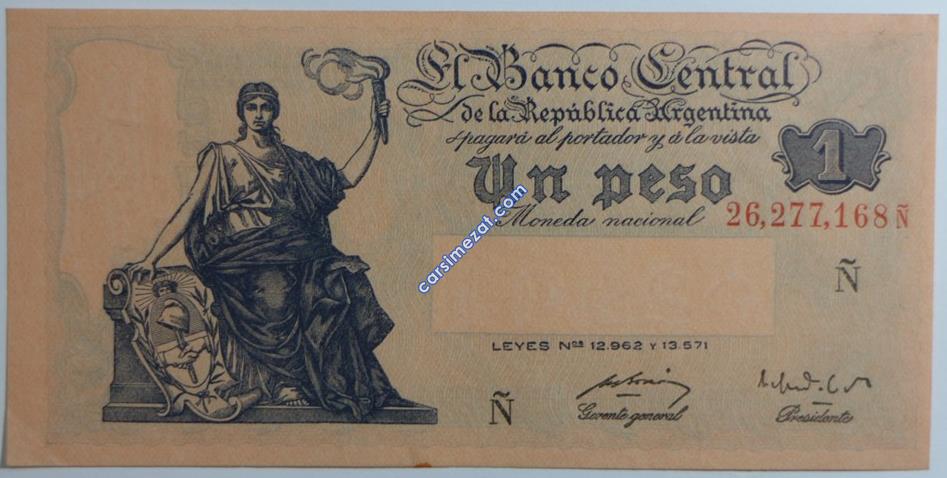 El Banco Central
de la República Argentina
pagará al portador y á la vista
1
Un peso
Moneda nacional
26,277,168 Ñ
carsimezat.com
Ñ
LEYES Nos 12.962 Y 13.571
Ñ
Gerente general
Presidente